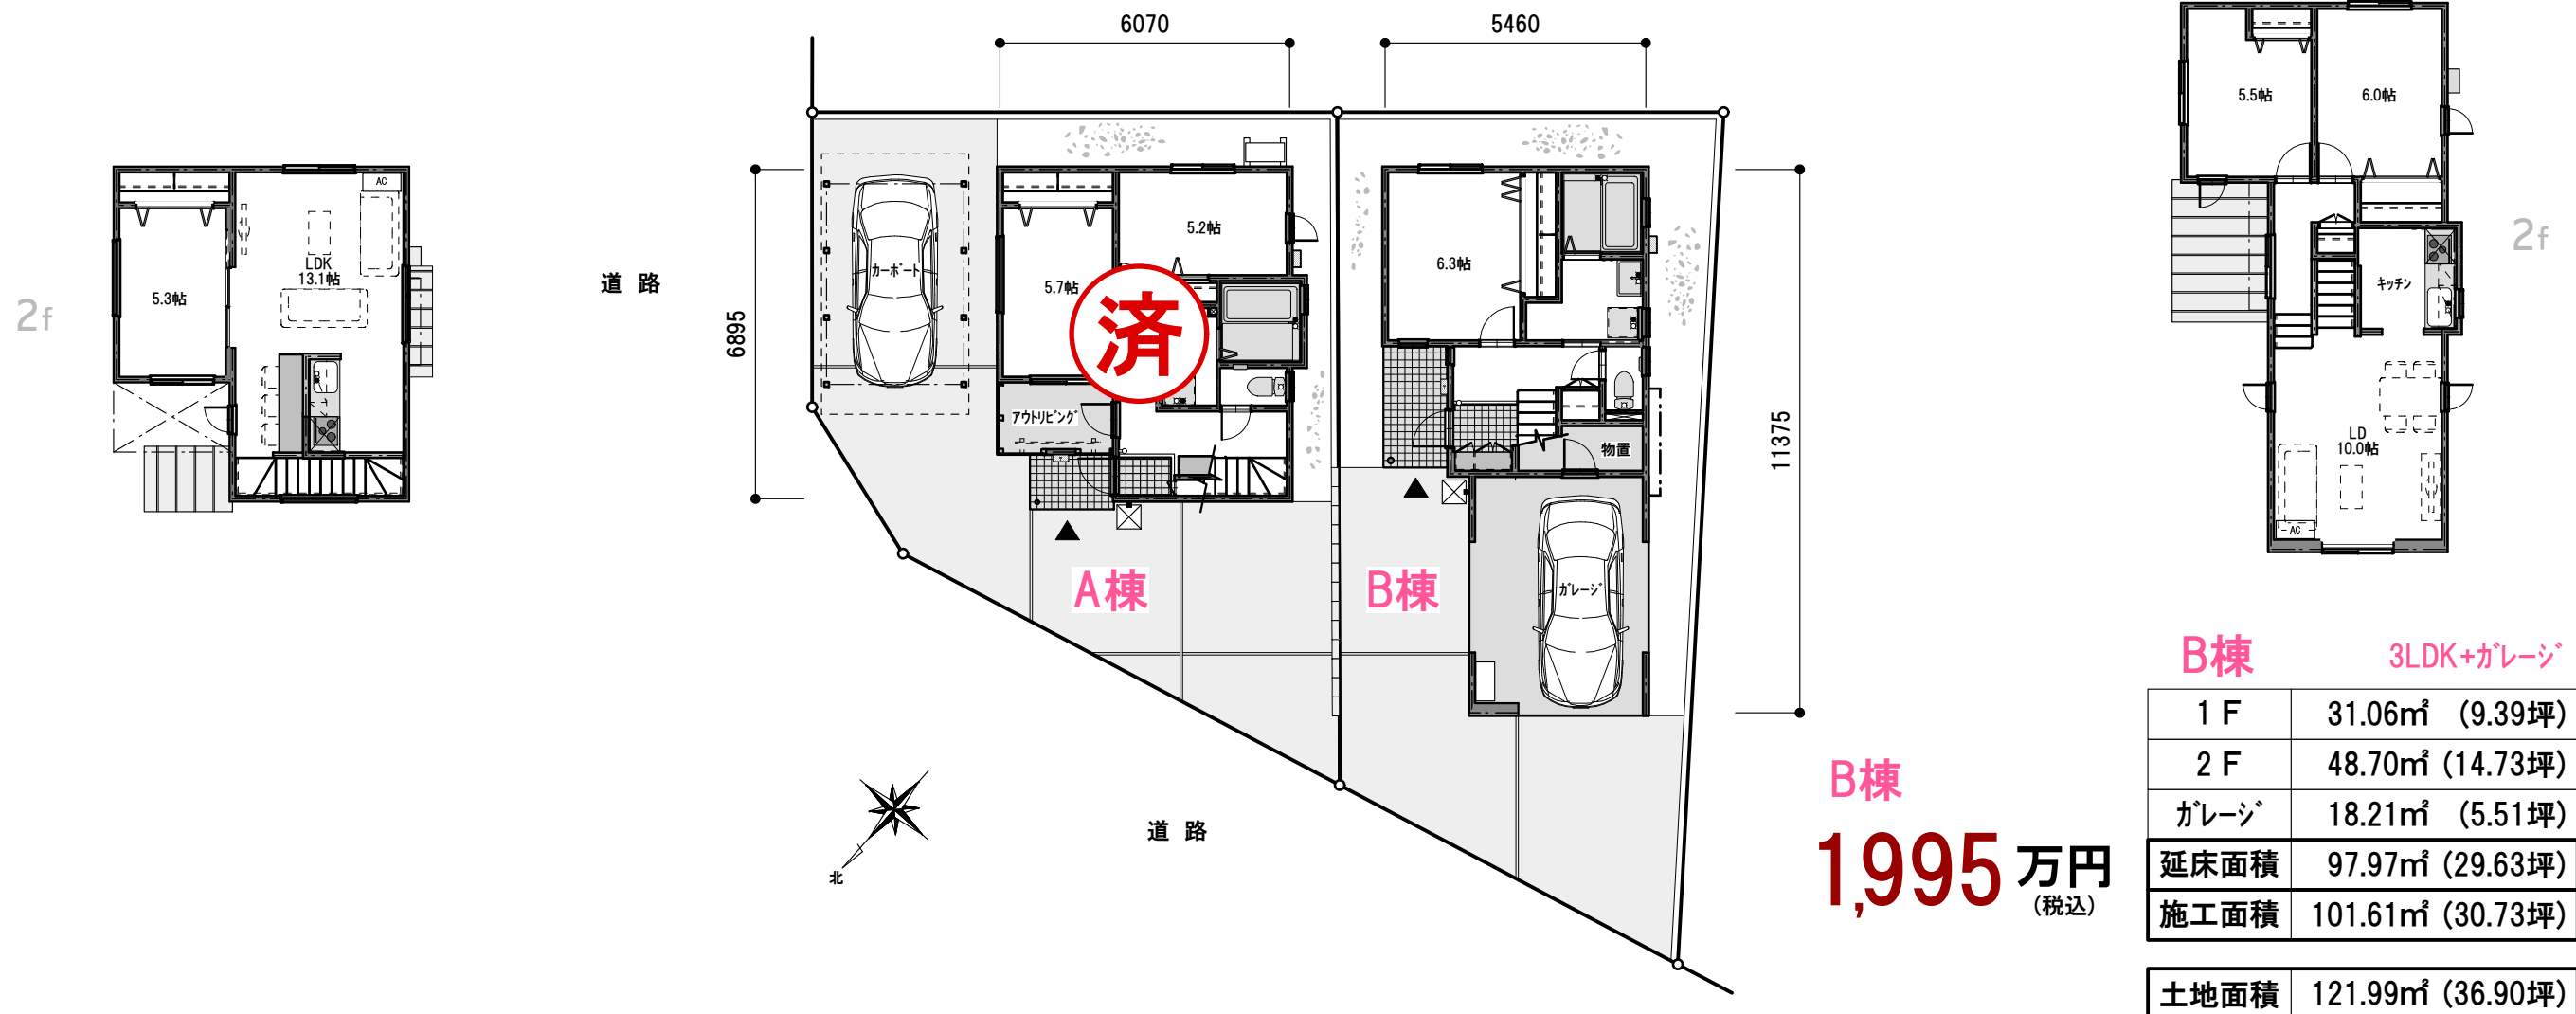 2f
5.3帖
LDK
13.1帖
AC
道 路
6070
5460
6895
11375
カーポート
5.7帖
5.2帖
済
アウトリビング
A棟
6.3帖
物置
ガレージ
B棟
道 路
北
5.5帖
6.0帖
2f
キッチン
LD
10.0帖
AC
B棟
1,995万円
(税込)
B棟 3LDK+ガレージ
1F 31.06㎡ (9.39坪)
2F 48.70㎡ (14.73坪)
ガレージ 18.21㎡ (5.51坪)
延床面積 97.97㎡ (29.63坪)
施工面積 101.61㎡ (30.73坪)
土地面積 121.99㎡ (36.90坪)